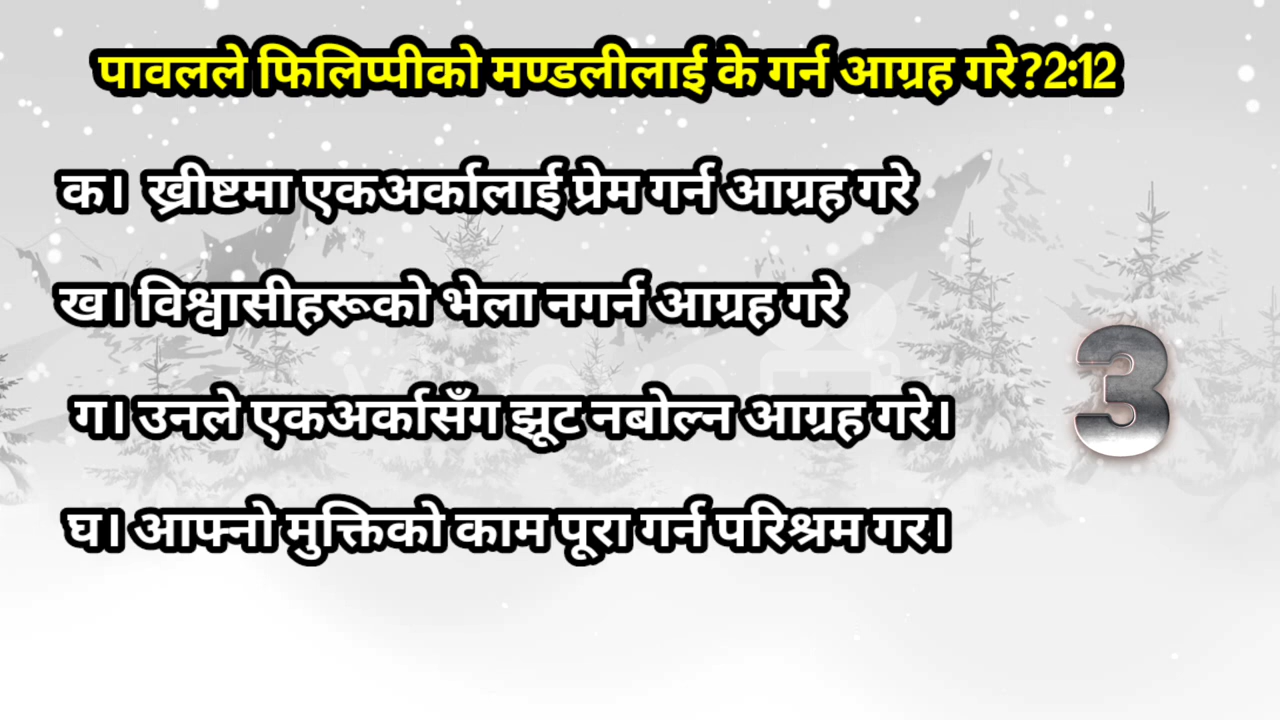 पावलले फिलिप्पीको मण्डलीलाई के गर्न आग्रह गरे?2:12
क। ख्रीष्टमा एकअर्कालाई प्रेम गर्न आग्रह गरे
ख। विश्वासीहरूको भेला नगर्न आग्रह गरे
ग। उनले एकअर्कासँग झूट नबोल्न आग्रह गरे।
घ। आफ्नो मुक्तिको काम पूरा गर्न परिश्रम गर।
3